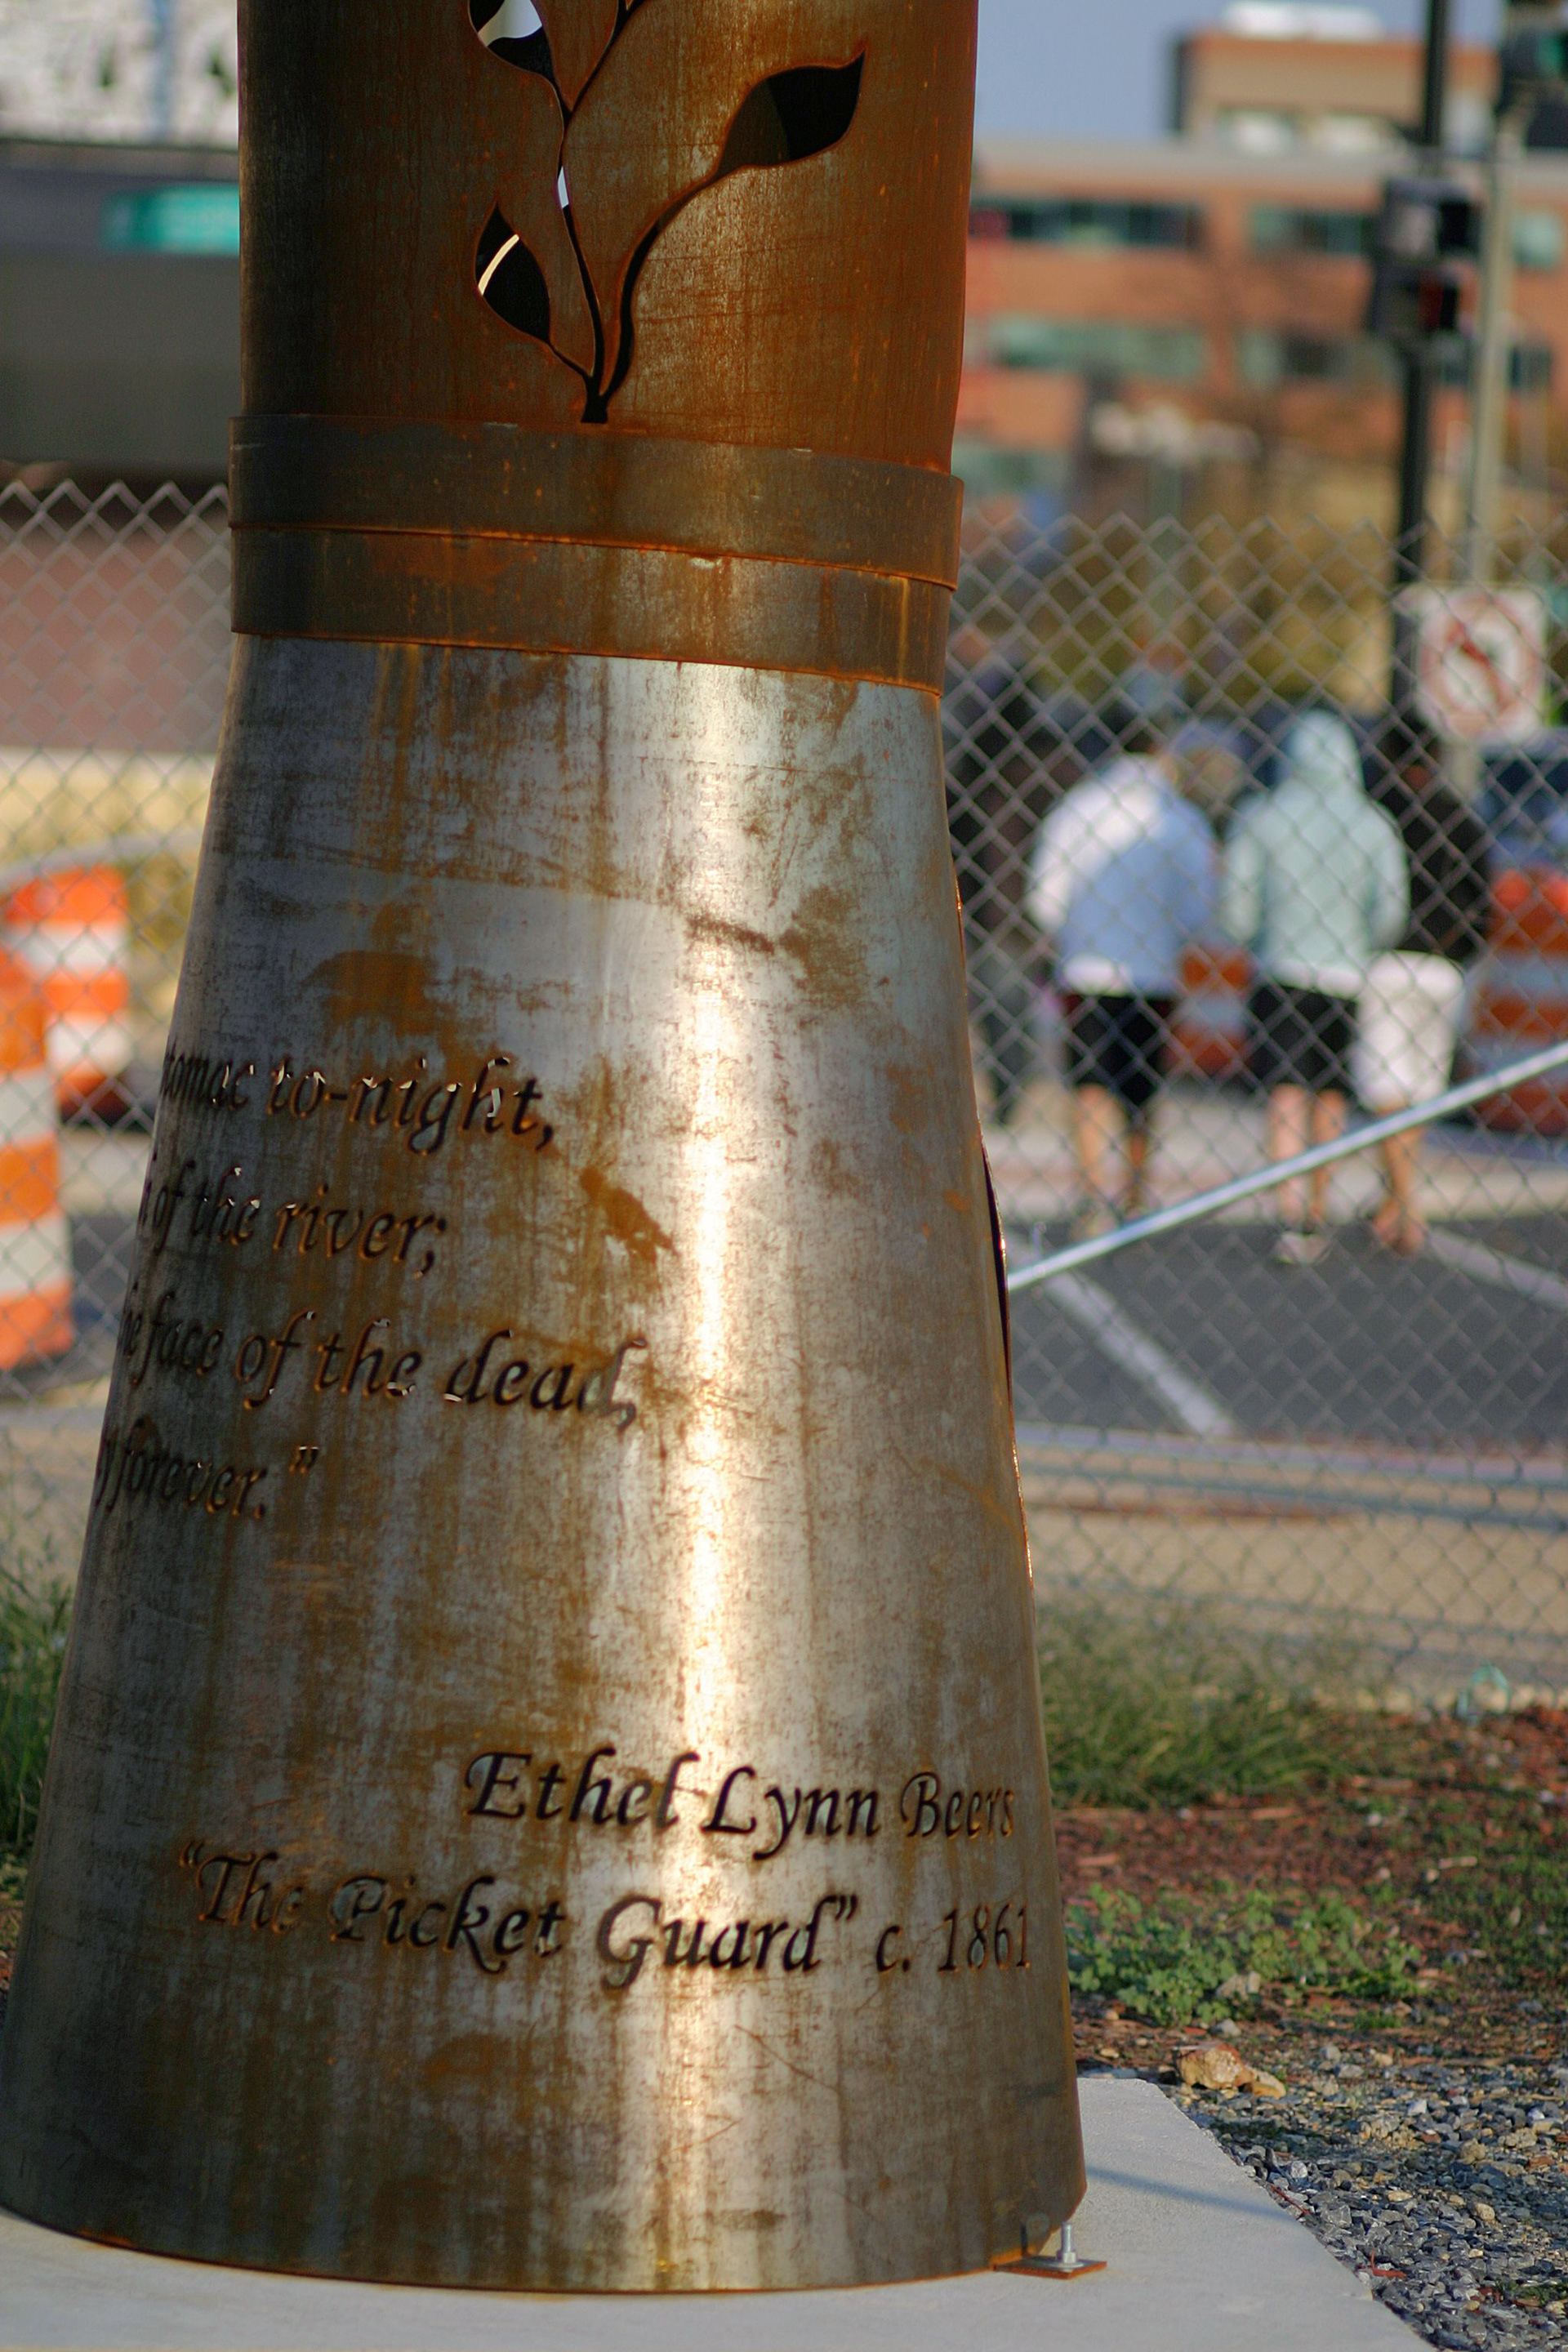 to-night,
of the river;
face of the dead,
forever."
Ethel Lynn Beers
"The Picket Guard" c. 1861